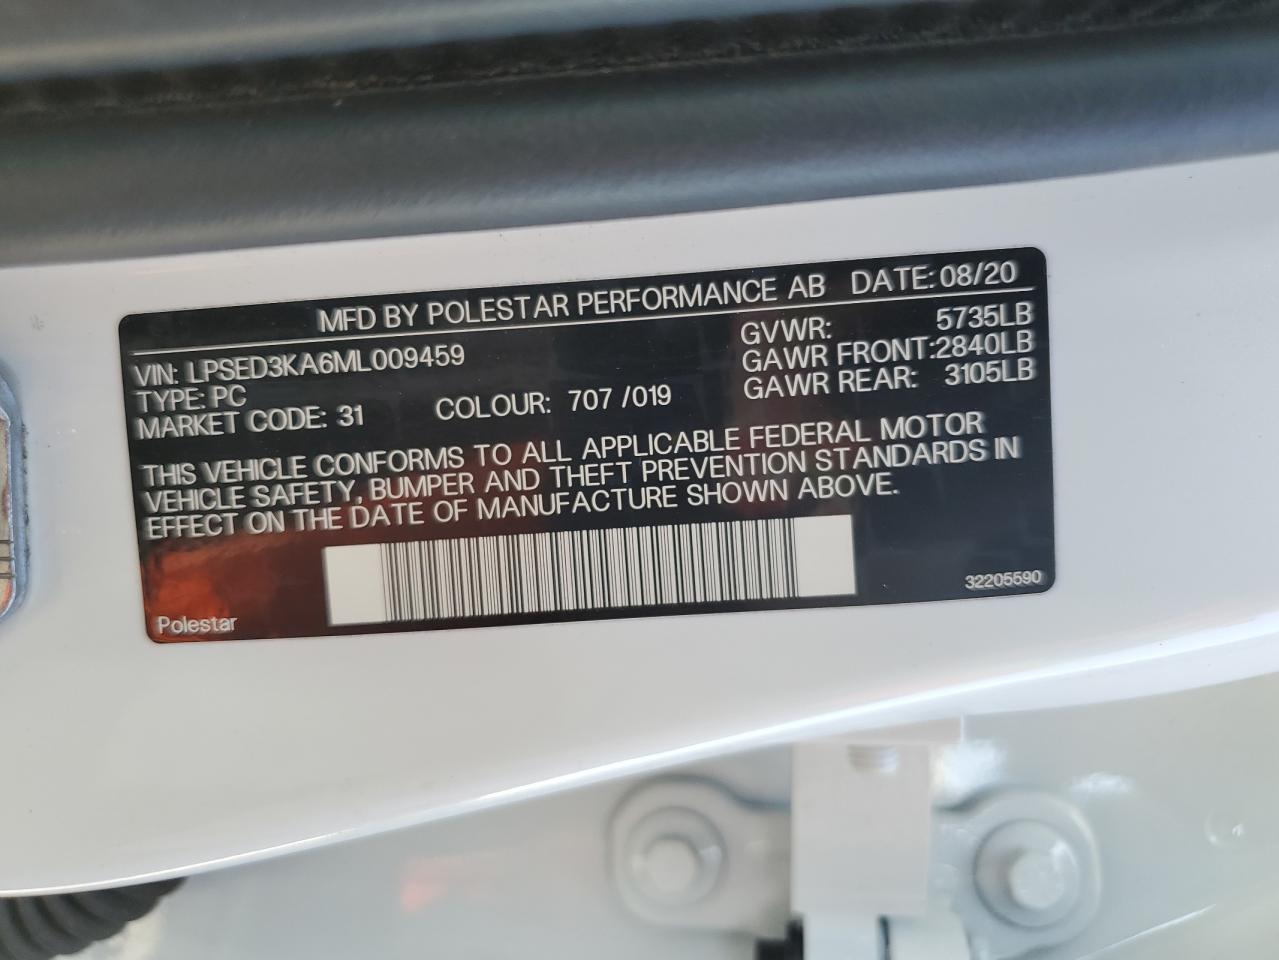 MFD BY POLESTAR PERFORMANCE AB DATE: 08/20
VIN: LPSED3KA6ML009459
TYPE: PC
MARKET CODE: 31 COLOUR: 707 /019
GVWR: 5735LB
GAWR FRONT:2840LB
GAWR REAR: 3105LB
THIS VEHICLE CONFORMS TO ALL APPLICABLE FEDERAL MOTOR
VEHICLE SAFETY, BUMPER AND THEFT PREVENTION STANDARDS IN
EFFECT ON THE DATE OF MANUFACTURE SHOWN ABOVE.
Polestar
32205590